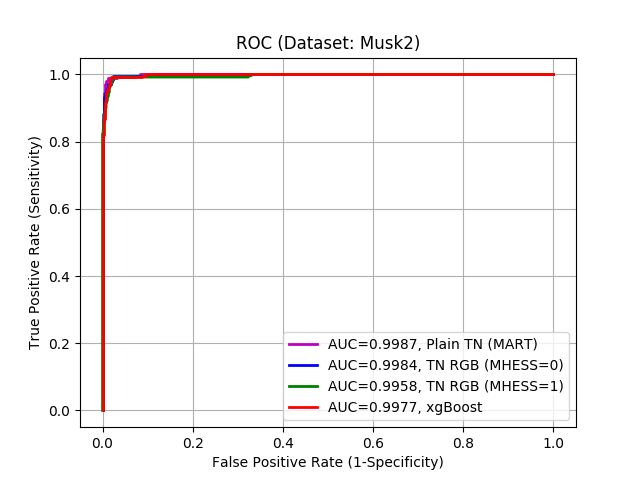 ROC (Dataset: Musk2)
True Positive Rate (Sensitivity)
1.0
0.8
0.6
0.4
0.2
0.0
AUC=0.9987, Plain TN (MART)
AUC=0.9984, TN RGB (MHESS=0)
AUC=0.9958, TN RGB (MHESS=1)
AUC=0.9977, xgBoost
0.0 0.2 0.4 0.6 0.8 1.0
False Positive Rate (1-Specificity)